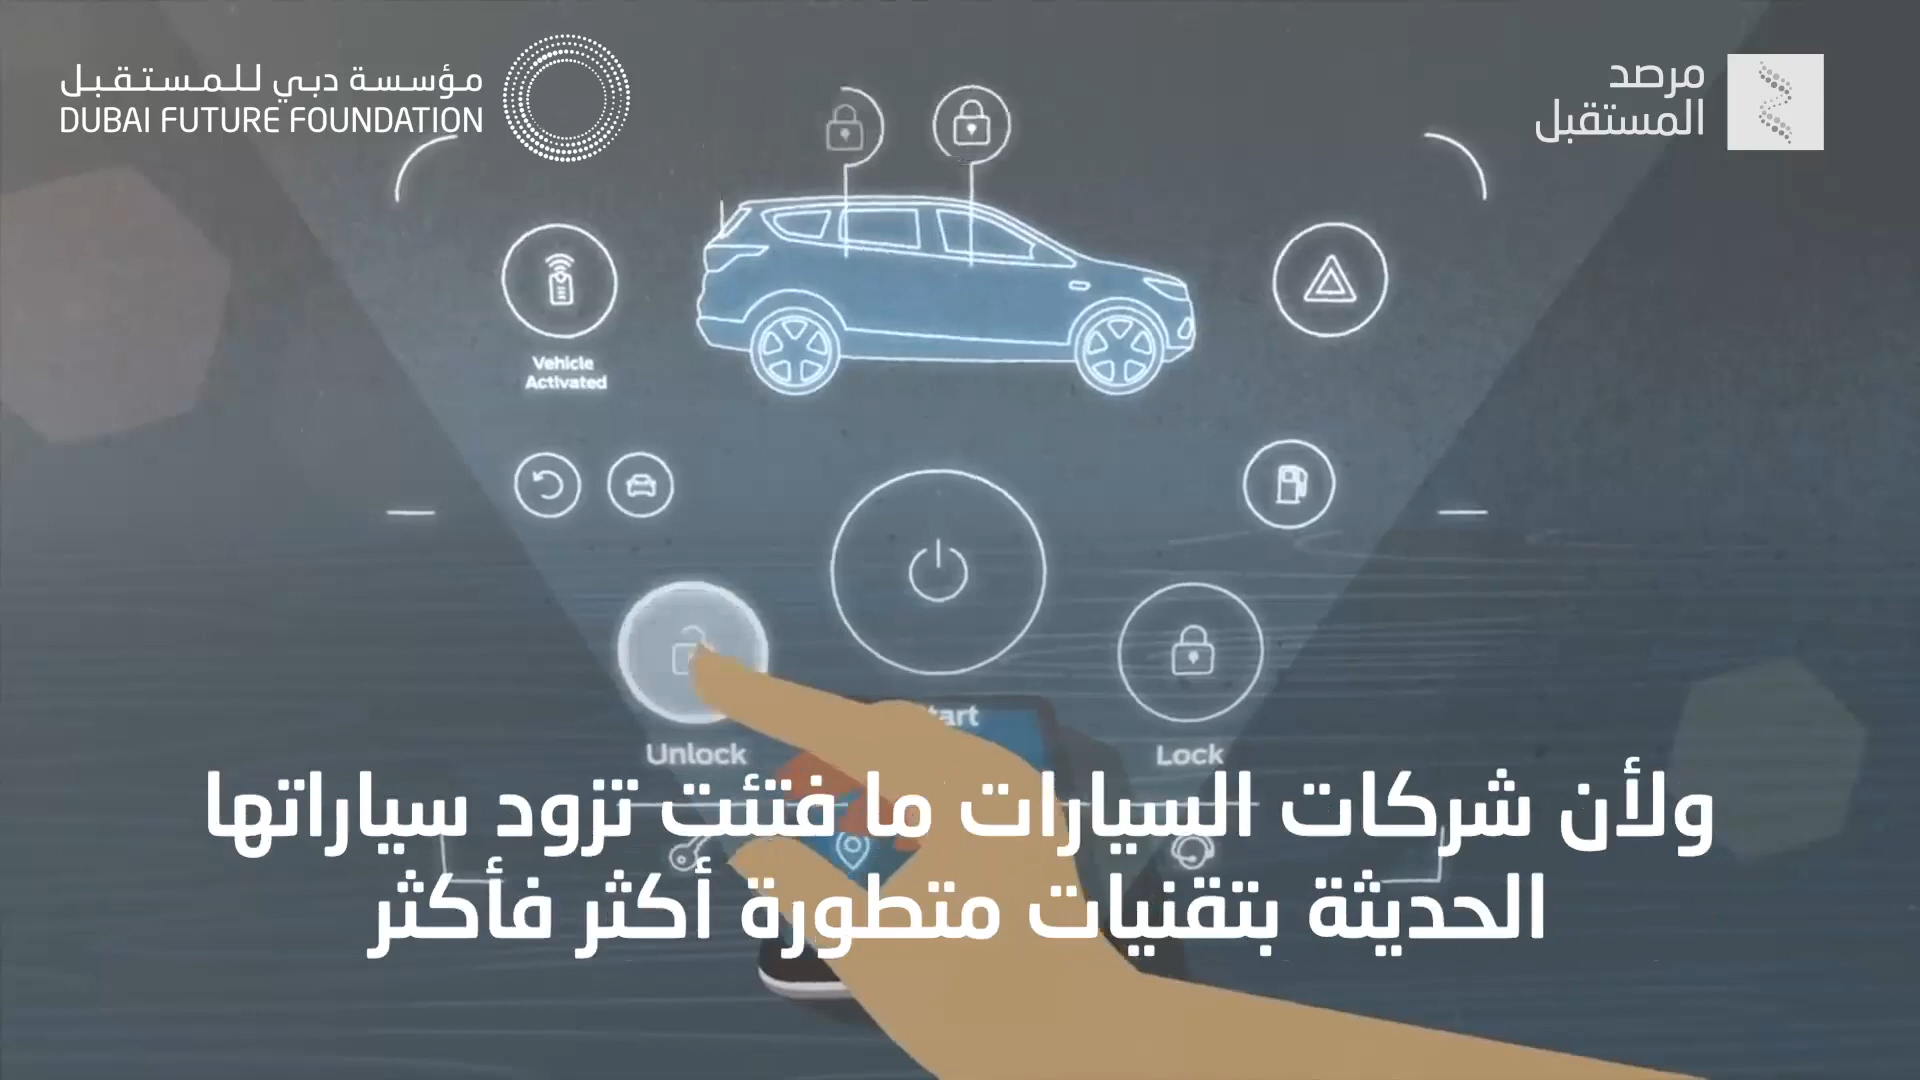 مؤسسة دبي للمستقبل
DUBAI FUTURE FOUNDATION
مرصد
المستقبل
Vehicle
Activated
Unlock
Lock
ولأن شركات السيارات ما فتئت تزود سياراتها
الحديثة بتقنيات متطورة أكثر فأكثر